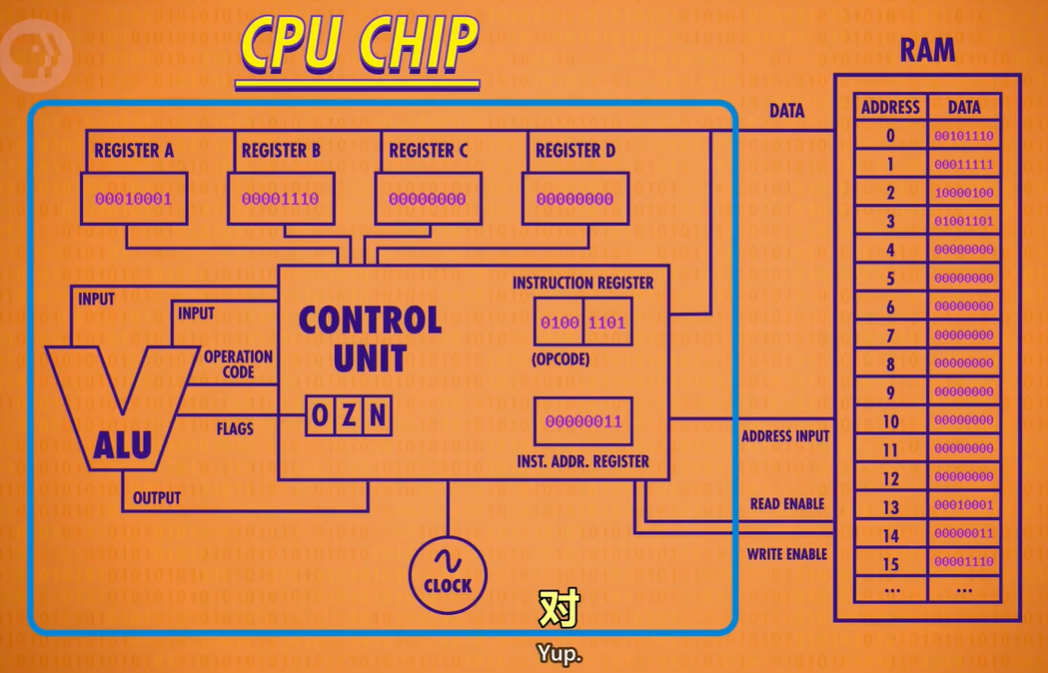 CPU CHIP
RAM
DATA
ADDRESS DATA
0 00101110
1 00011111
2 10000100
3 01001101
4 00000000
5 00000000
6 00000000
7 00000000
8 00000000
9 00000000
10 00000000
11 00000000
12 00000000
13 00010001
14 00000011
15 00001110
... ...
REGISTER A
00010001
REGISTER B
00001110
REGISTER C
00000000
REGISTER D
00000000
INPUT
INPUT
OPERATION
CODE
FLAGS
ALU
OUTPUT
CONTROL
UNIT
O Z N
INSTRUCTION REGISTER
0100 1101
(OPCODE)
00000011
INST. ADDR. REGISTER
CLOCK
ADDRESS INPUT
READ ENABLE
WRITE ENABLE
对
Yup.